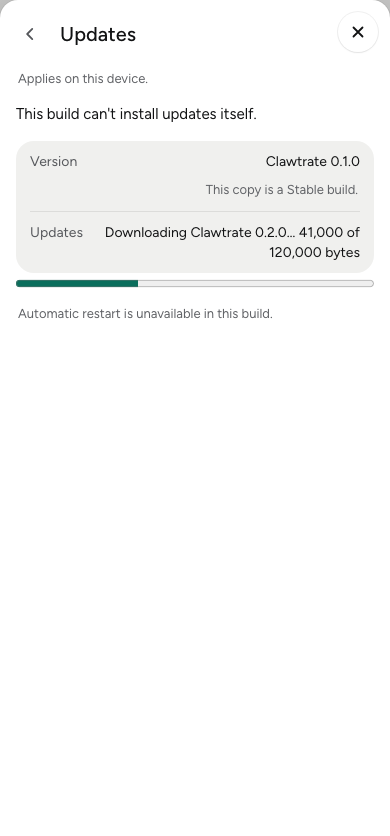 Updates
Applies on this device.
This build can't install updates itself.
Version
Clawtrate 0.1.0
This copy is a Stable build.
Updates
Downloading Clawtrate 0.2.0... 41,000 of
120,000 bytes
Automatic restart is unavailable in this build.